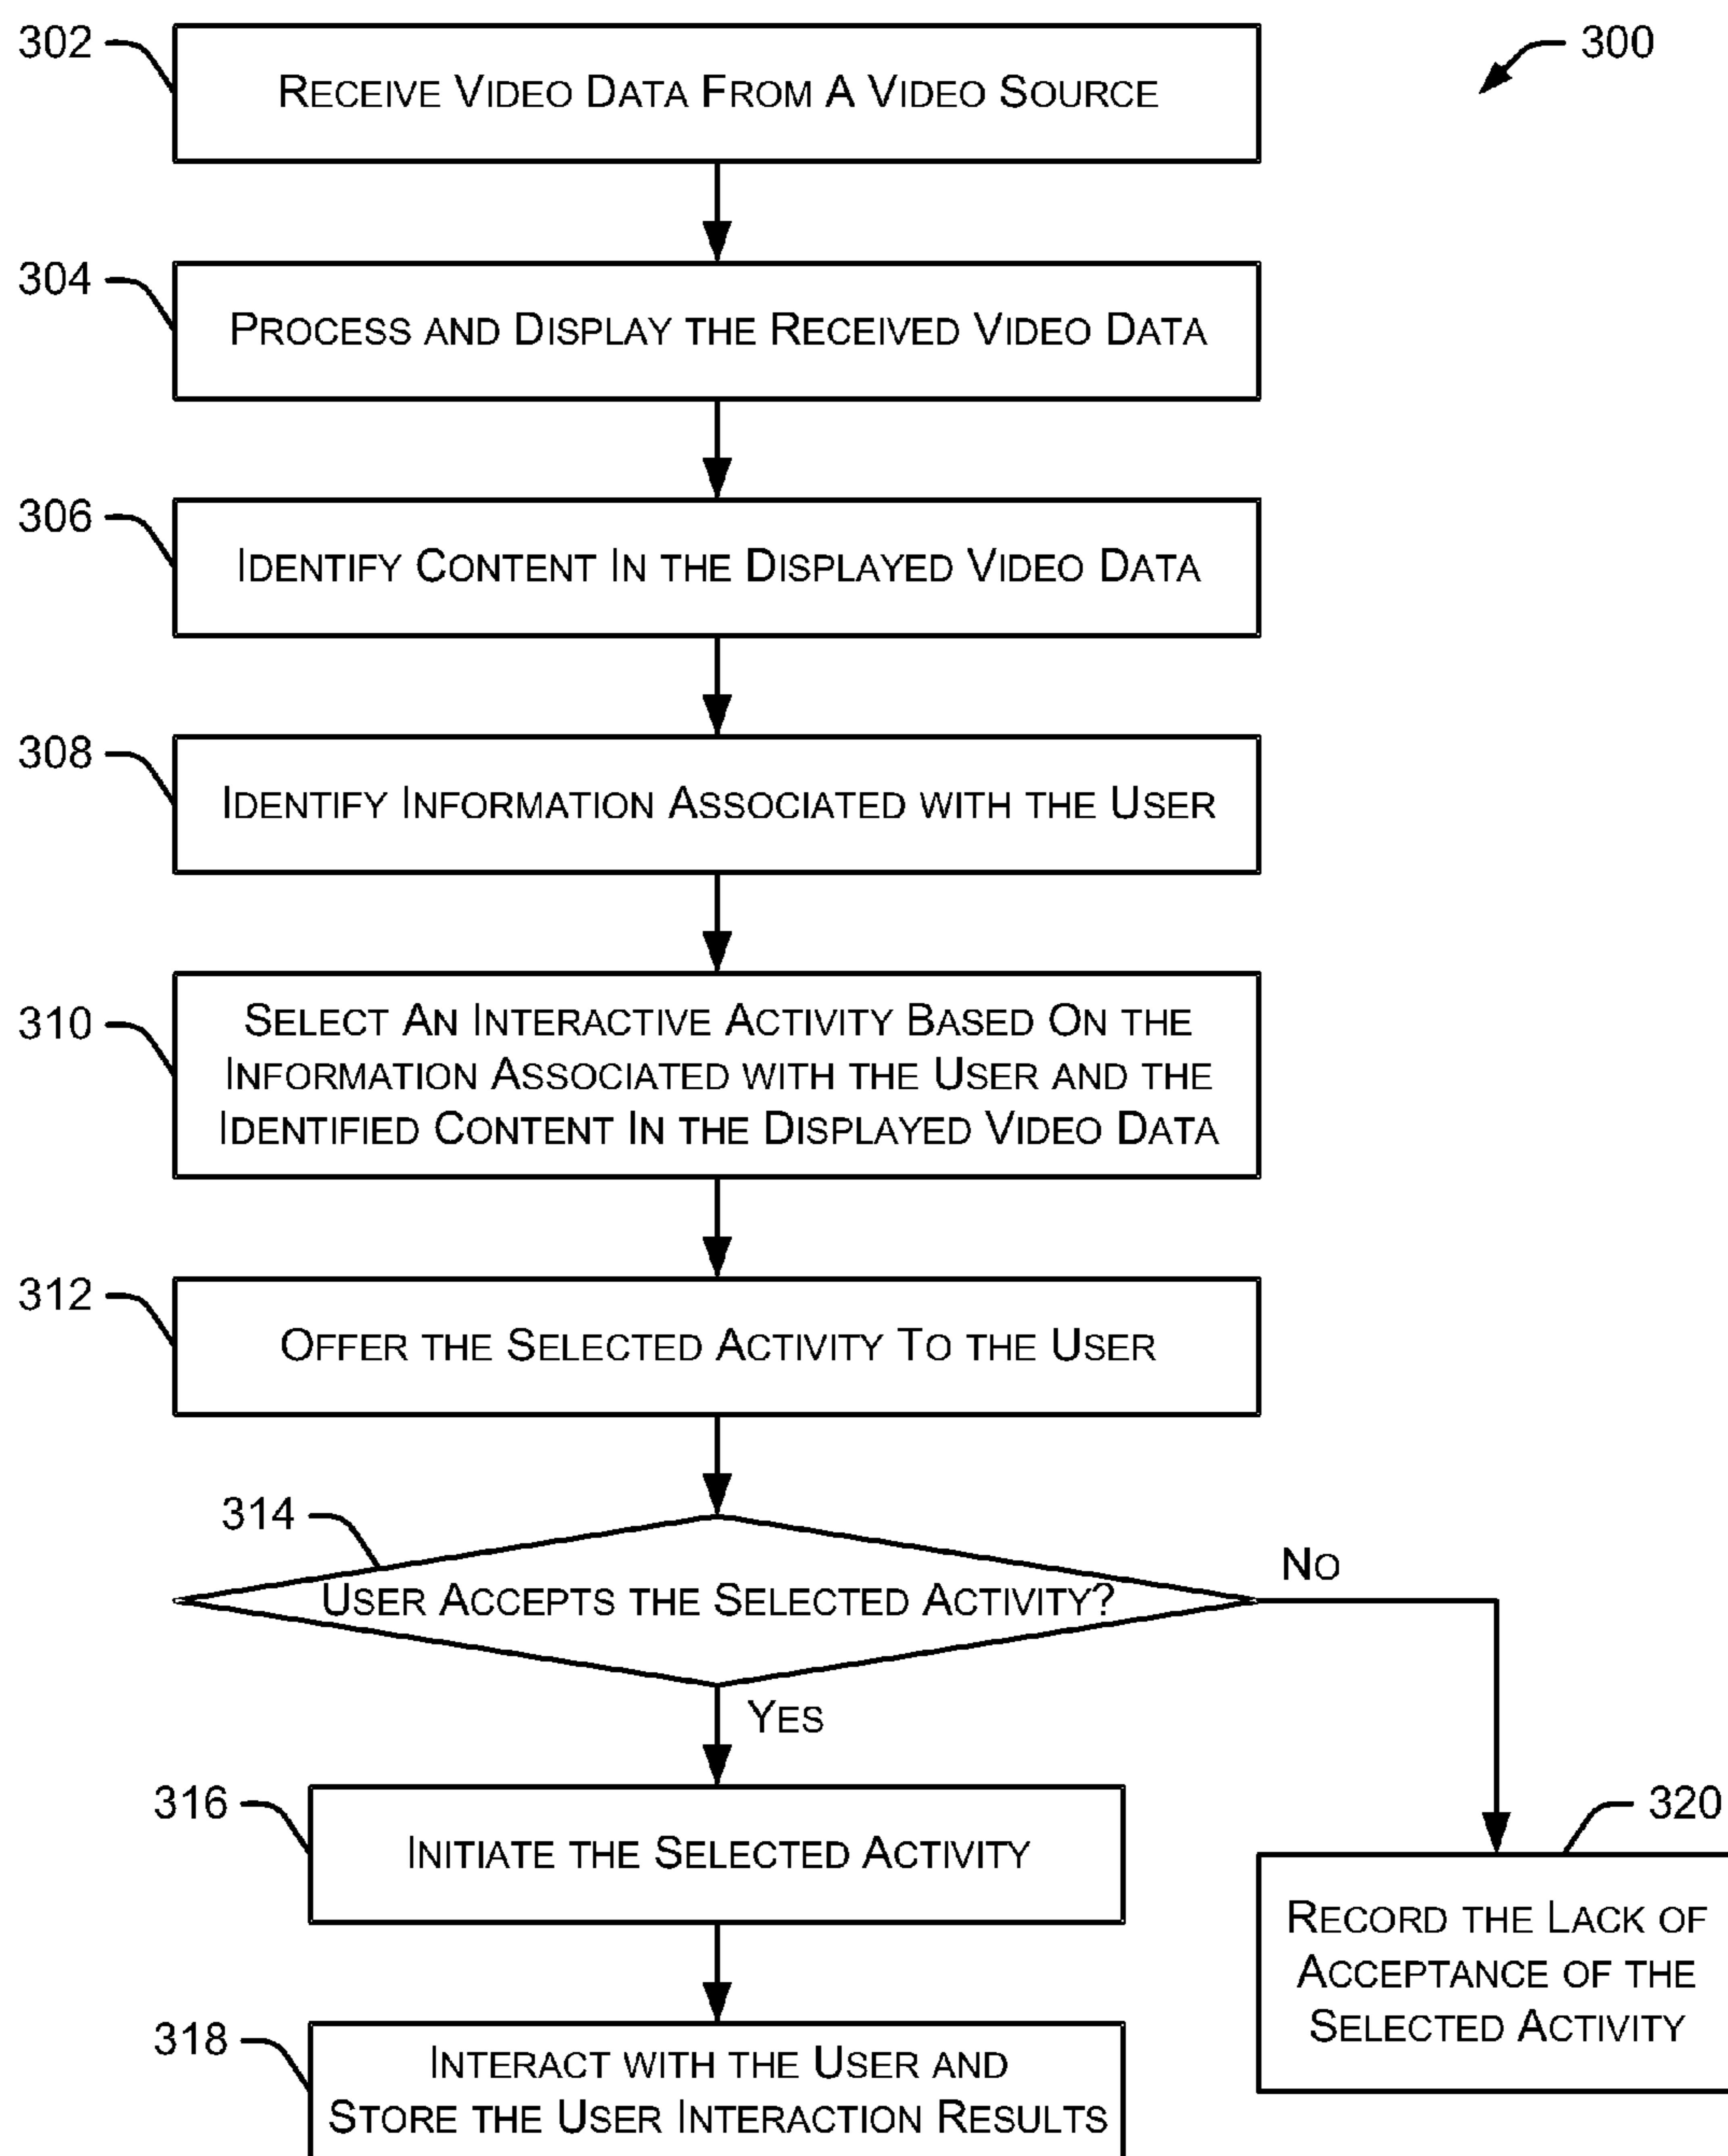 302
300
RECEIVE VIDEO DATA FROM A VIDEO SOURCE
304
PROCESS AND DISPLAY THE RECEIVED VIDEO DATA
306
IDENTIFY CONTENT IN THE DISPLAYED VIDEO DATA
308
IDENTIFY INFORMATION ASSOCIATED WITH THE USER
310
SELECT AN INTERACTIVE ACTIVITY BASED ON THE
INFORMATION ASSOCIATED WITH THE USER AND THE
IDENTIFIED CONTENT IN THE DISPLAYED VIDEO DATA
312
OFFER THE SELECTED ACTIVITY TO THE USER
314
USER ACCEPTS THE SELECTED ACTIVITY?
NO
YES
316
INITIATE THE SELECTED ACTIVITY
320
RECORD THE LACK OF
ACCEPTANCE OF THE
SELECTED ACTIVITY
318
INTERACT WITH THE USER AND
STORE THE USER INTERACTION RESULTS